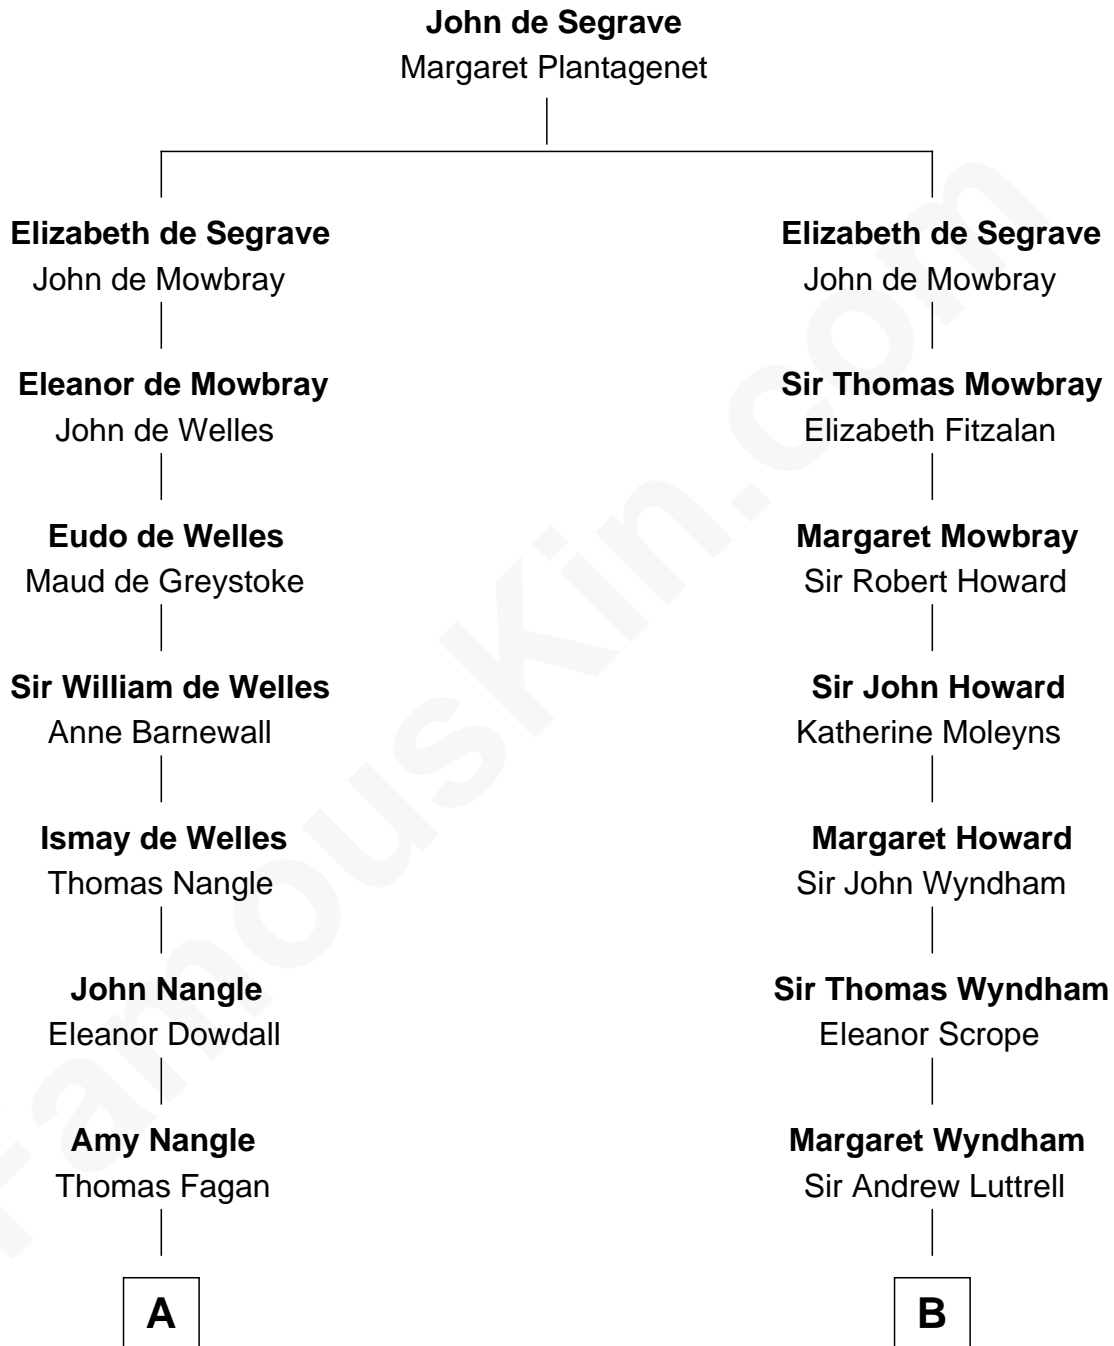 John de Segrave
Margaret Plantagenet
Elizabeth de Segrave
John de Mowbray
Elizabeth de Segrave
John de Mowbray
Eleanor de Mowbray
John de Welles
Sir Thomas Mowbray
Elizabeth Fitzalan
Eudo de Welles
Maud de Greystoke
Margaret Mowbray
Sir Robert Howard
Sir William de Welles
Anne Barnewall
Sir John Howard
Katherine Moleyns
Ismay de Welles
Thomas Nangle
Margaret Howard
Sir John Wyndham
John Nangle
Eleanor Dowdall
Sir Thomas Wyndham
Eleanor Scrope
Amy Nangle
Thomas Fagan
Margaret Wyndham
Sir Andrew Luttrell
A
B
FamousKin.com